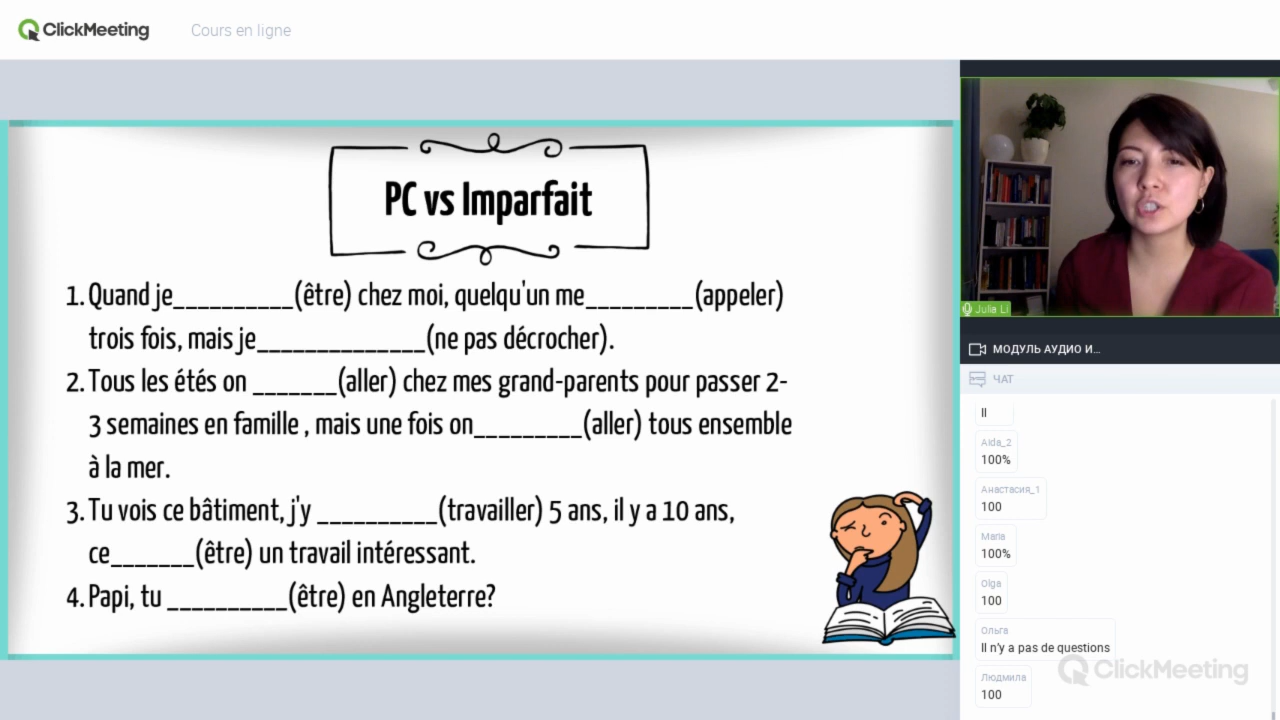 ClickMeeting
Cours en ligne
PC vs Imparfait
1. Quand je__________(être) chez moi, quelqu'un me_________(appeler)
trois fois, mais je______________(ne pas décrocher).
2. Tous les étés on _______(aller) chez mes grand-parents pour passer 2-
3 semaines en famille , mais une fois on_________(aller) tous ensemble
à la mer.
3. Tu vois ce bâtiment, j'y __________(travailler) 5 ans, il y a 10 ans,
ce_______(être) un travail intéressant.
4. Papi, tu __________(être) en Angleterre?
Julia Li
МОДУЛЬ АУДИО И...
ЧАТ
Il
Aida_2
100%
Анастасия_1
100
Maria
100%
Olga
100
Ольга
Il n'y a pas de questions
Людмила
100
ClickMeeting